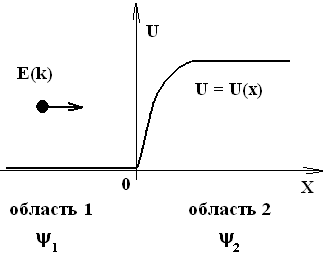 U
E(k)
U = U(x)
0
X
область 1
область 2
Ψ1
Ψ2